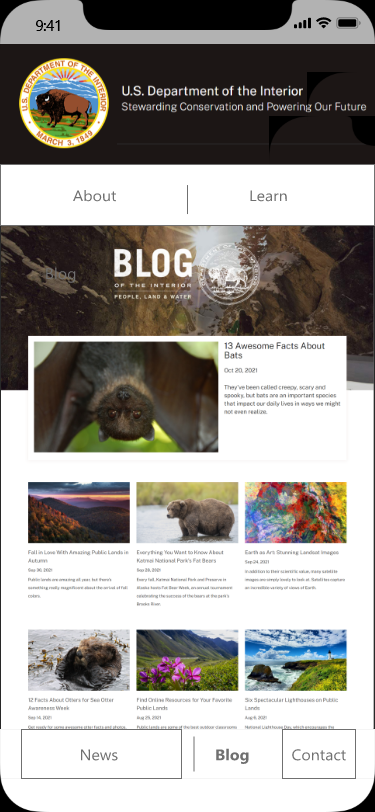 9:41
U.S. DEPARTMENT OF THE INTERIOR
MARCH 3, 1849
U.S. Department of the Interior
Stewarding Conservation and Powering Our Future
About
Learn
Blog
BLOG
OF THE INTERIOR
PEOPLE, LAND & WATER
13 Awesome Facts About
Bats
Oct 20, 2021
They've been called creepy, scary and
spooky, but bats are an important species
that impact our daily lives in ways we might
not even realize.
Fall in Love With Amazing Public Lands in
Autumn
Sep 30, 2021
Public lands are amazing all year, but there's
something really magnificent about the arrival of fall
colors.
Everything You Want to Know About
Katmai National Park's Fat Bears
Sep 28, 2021
Every fall, Katmai National Park and Preserve in
Alaska hosts Fat Bear Week, an annual tournament
celebrating the success of the bears at the park's
Brooks River.
Earth as Art: Stunning Landsat Images
Sep 24, 2021
In addition to their scientific value, many satellite
images are simply lovely to look at. Satellites capture
an incredible variety of views of Earth.
12 Facts About Otters for Sea Otter
Awareness Week
Sep 14, 2021
Get ready for some awesome otter facts and photos.
Find Online Resources for Your Favorite
Public Lands
Aug 25, 2021
Public lands are some of the best outdoor classrooms
Six Spectacular Lighthouses on Public
Lands
Aug 6, 2021
National Lighthouse Day, which encourages the
News
Blog
Contact